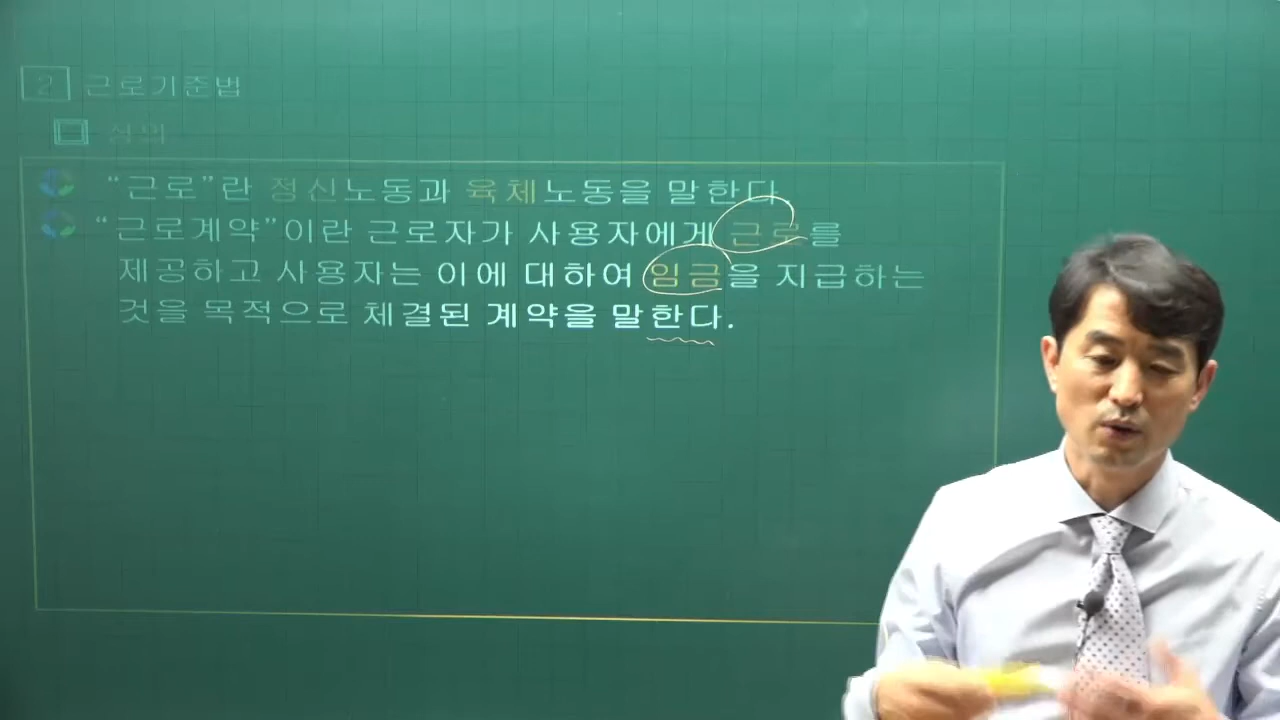 2 근로기준법
정의
“근로”란 정신노동과 육체노동을 말한다.
“근로계약”이란 근로자가 사용자에게 근로를
제공하고 사용자는 이에 대하여 임금을 지급하는
것을 목적으로 체결된 계약을 말한다.